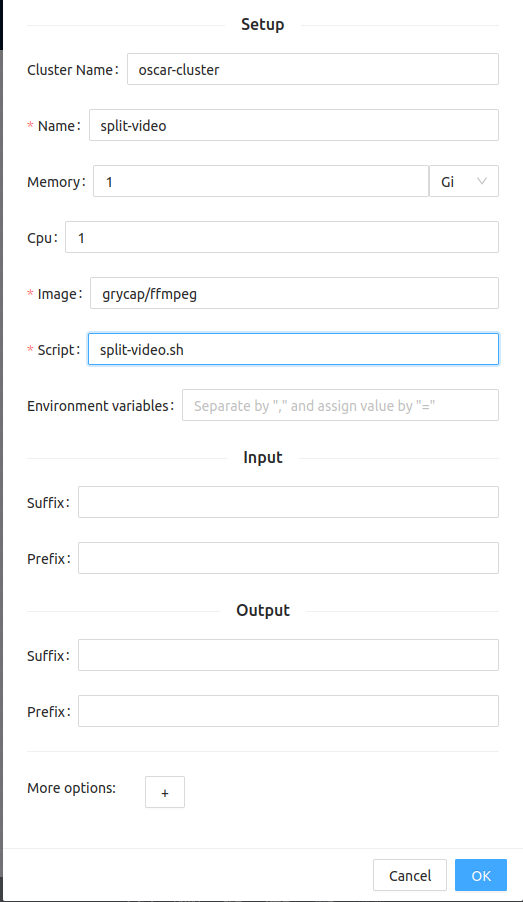 Setup
Cluster Name: oscar-cluster
* Name: split-video
Memory: 1 Gi
Cpu: 1
* Image: grycap/ffmpeg
* Script: split-video.sh
Environment variables: Separate by "," and assign value by "="
Input
Suffix:
Prefix:
Output
Suffix:
Prefix:
More options: +
Cancel OK